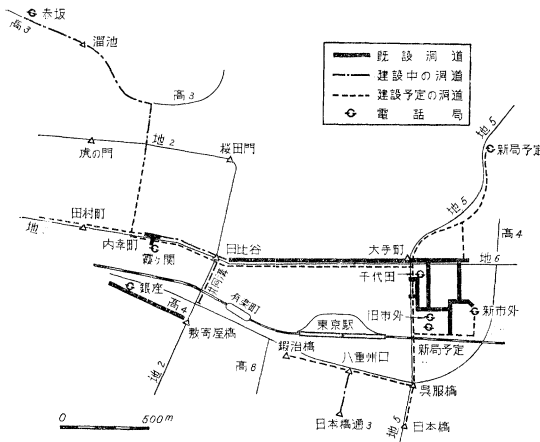 赤坂
高3
溜池
既設洞道
建設中の洞道
建設予定の洞道
電話局
高3
虎の門
地2
桜田門
地5
新局予定
地5
田村町
地
内幸町
霞ヶ関
日比谷
大手町
高4
地6
千代田
有楽町
銀座
高4
旧市外
新市外
東京駅
数寄屋橋
鍜治橋
八重州口
新局予定
地2
高8
呉服橋
日本橋通3
地5
日本橋
0 500m